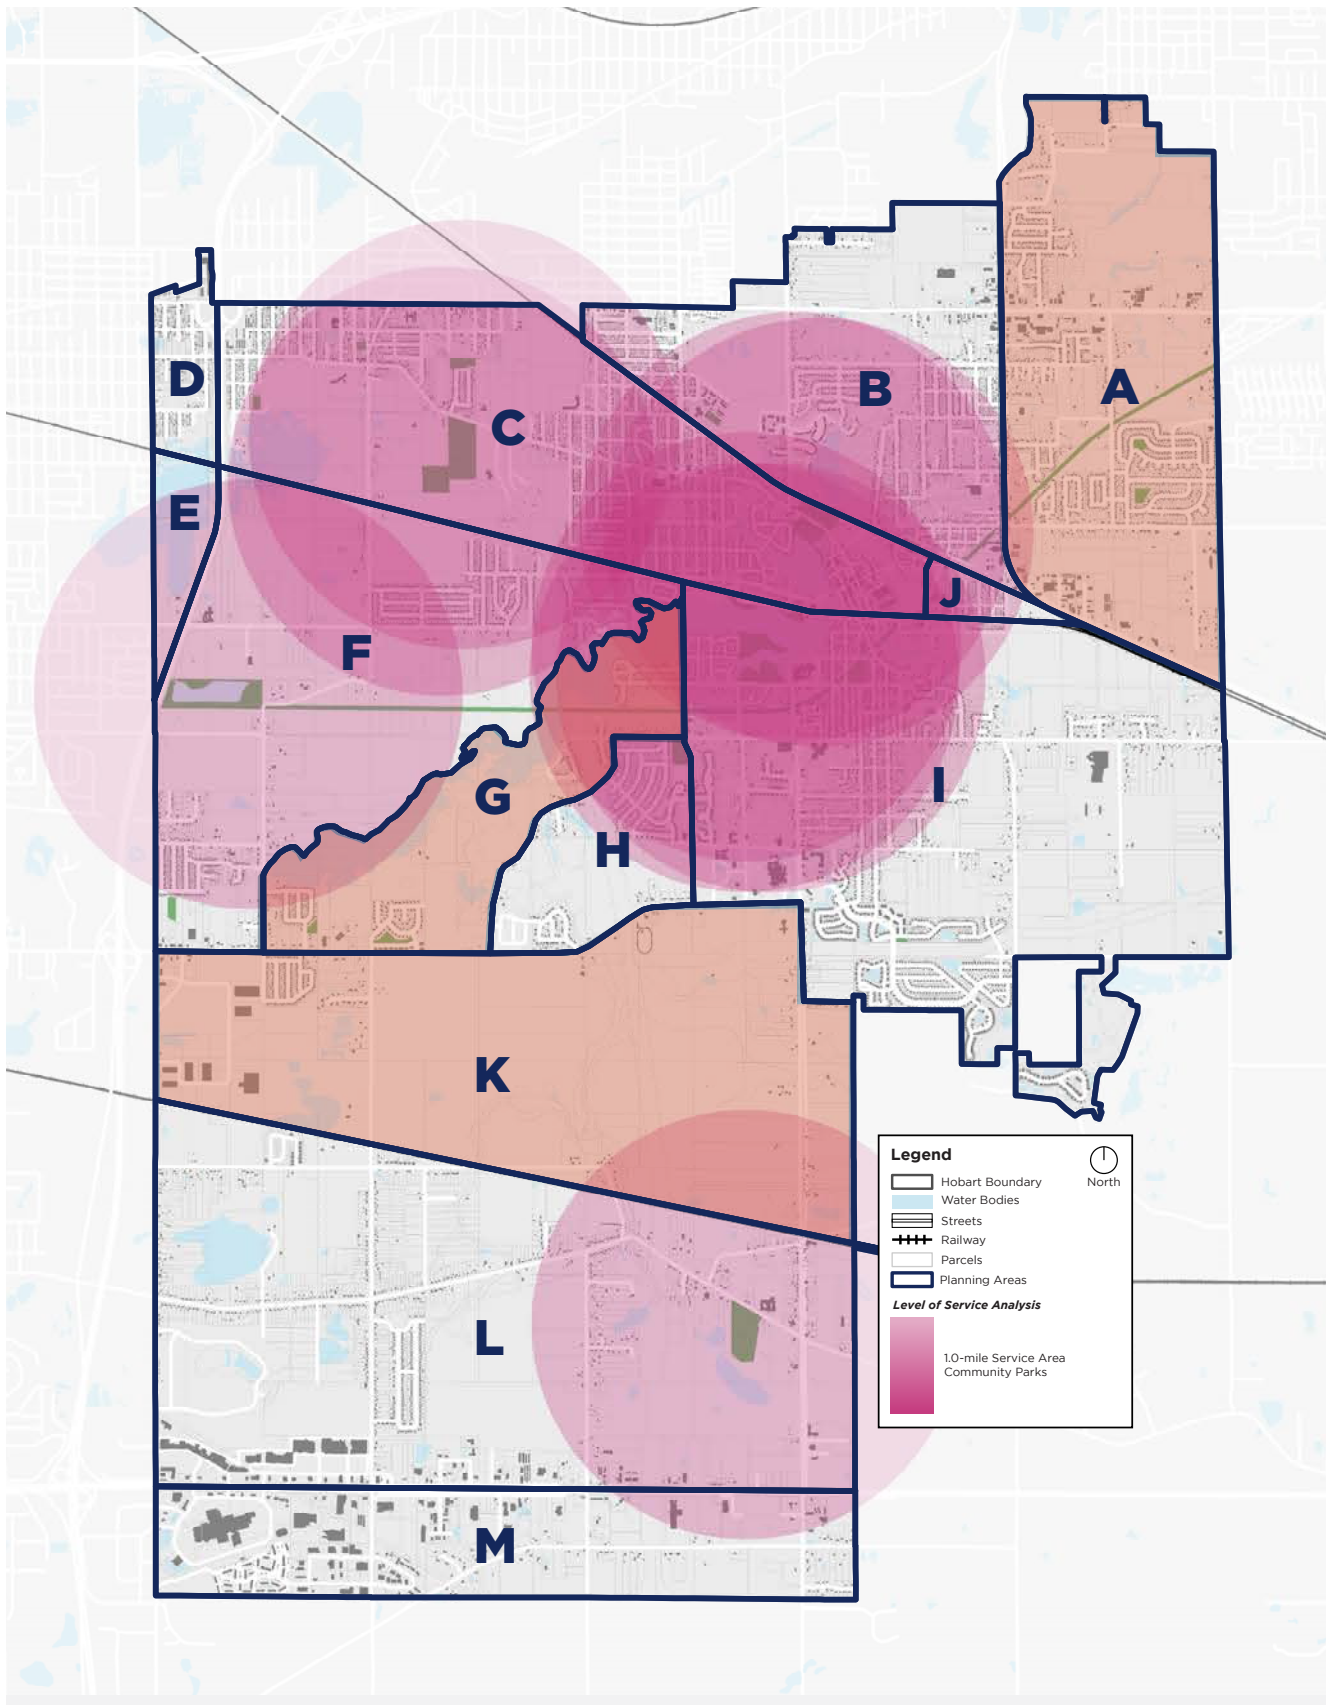 A
B
D
C
E
J
F
I
G
H
K
Legend
North
Hobart Boundary
Water Bodies
Streets
Railway
Parcels
Planning Areas
Level of Service Analysis
1.0-mile Service Area
Community Parks
L
M